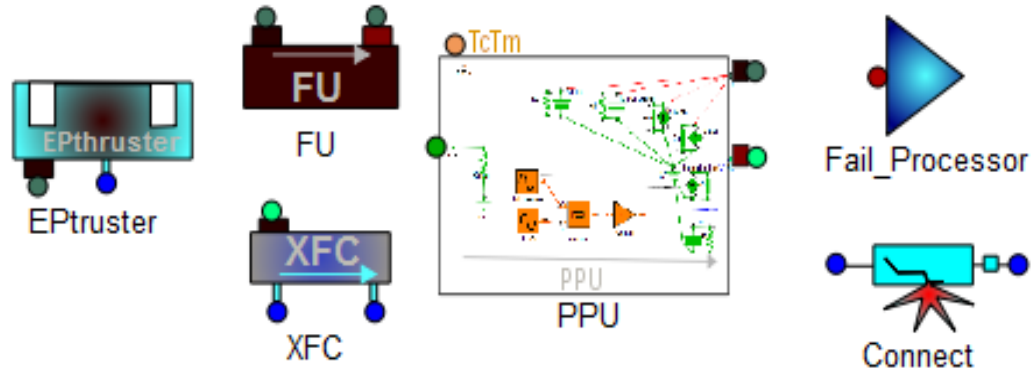 TcTm
FU
FU
EPthruster
EPtruster
XFC
XFC
PPU
PPU
Fail_Processor
Connect